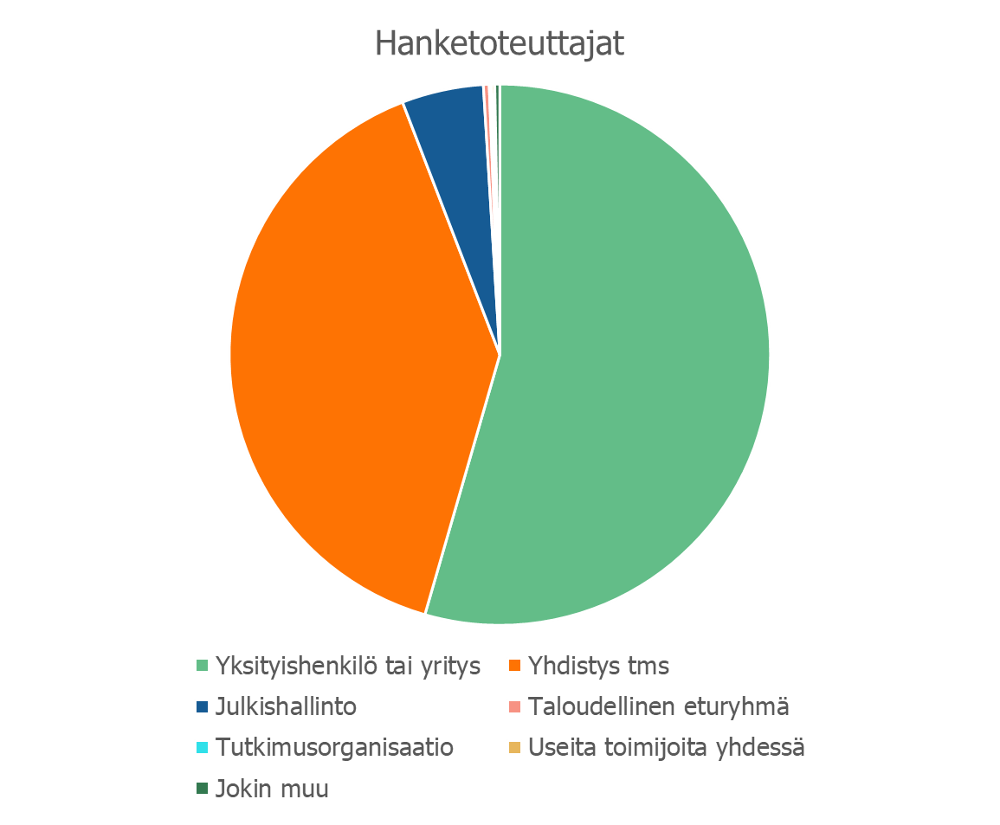 Hanketoteuttajat
Yksityishenkilö tai yritys
Yhdistys tms
Julkishallinto
Taloudellinen eturyhmä
Tutkimusorganisaatio
Useita toimijoita yhdessä
Jokin muu